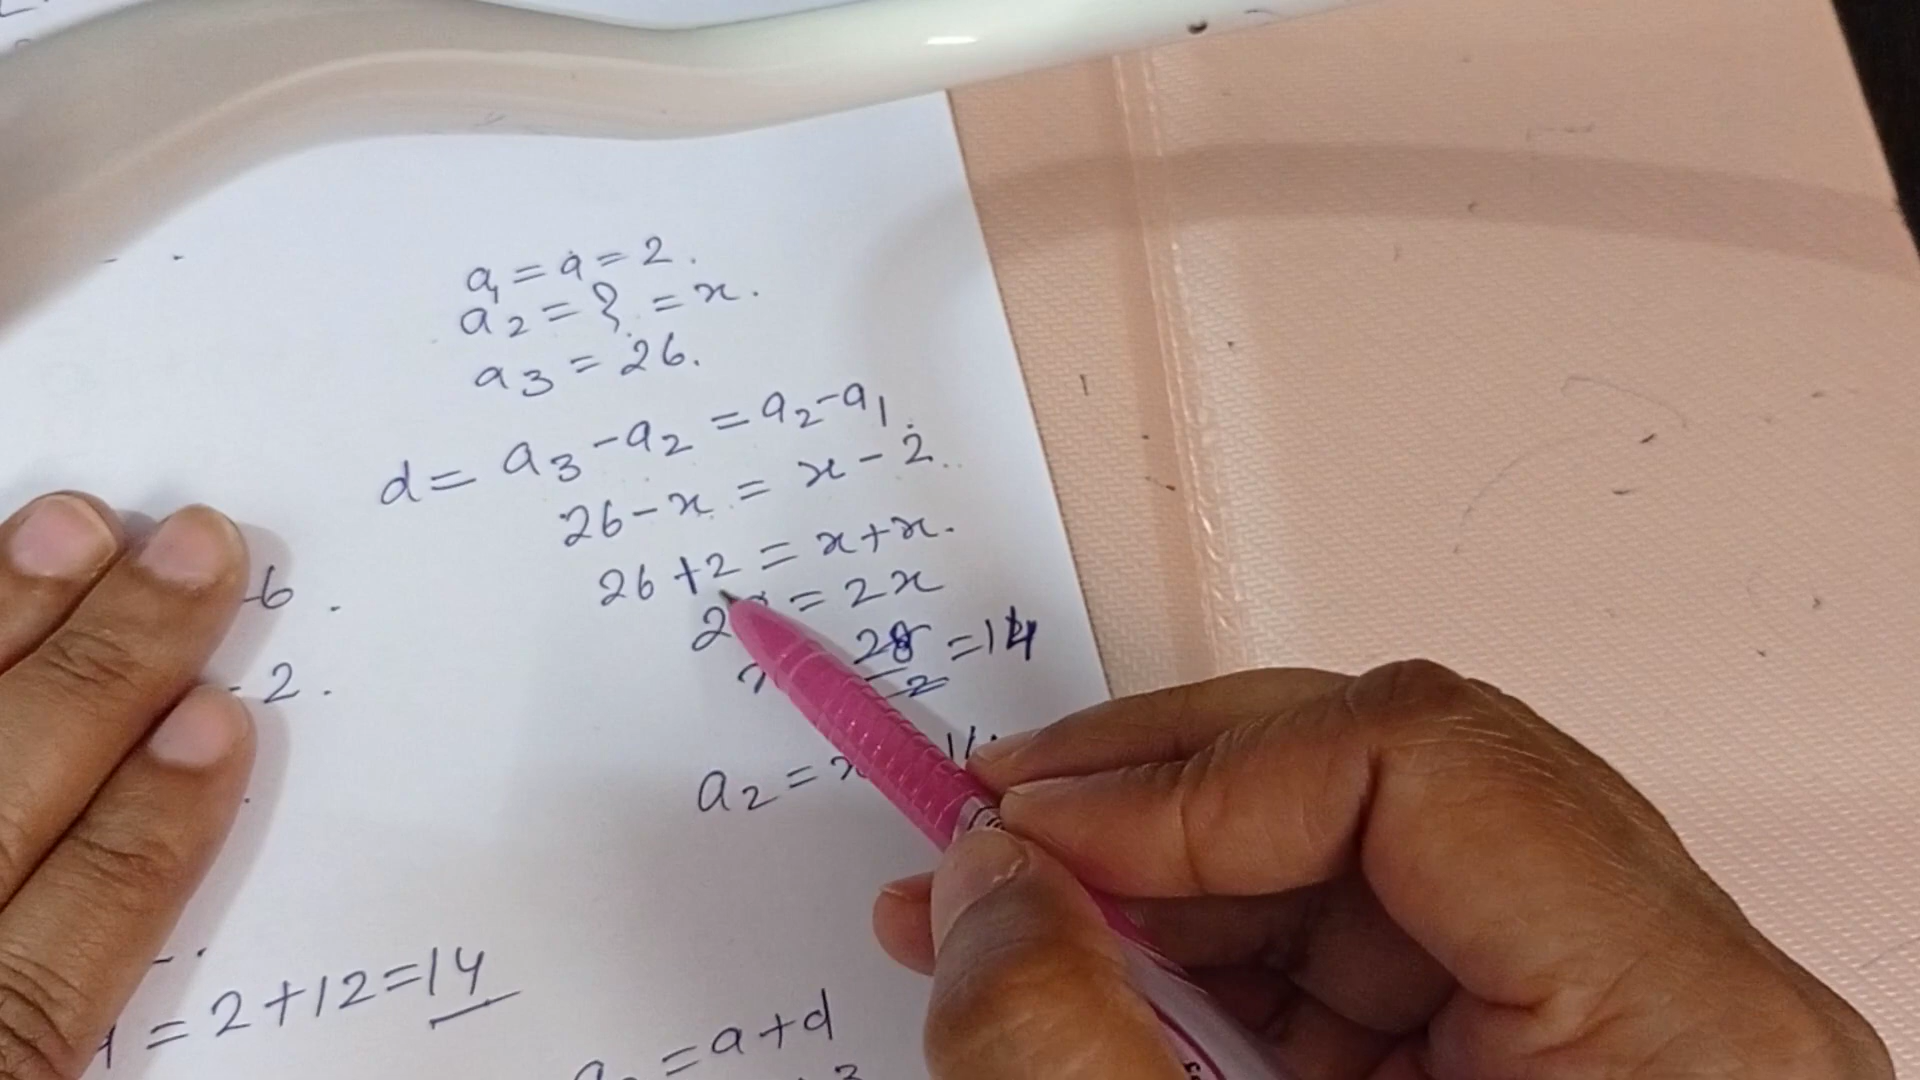 a₁ = a = 2.
a₂ = ? = x.
a₃ = 26.
d = a₃ - a₂ = a₂ - a₁.
26 - x = x - 2.
26 + 2 = x + x.
6.
= 2x
28/2 = 14
- 2.
a₂ = x
= 2 + 12 = 14
= a + d